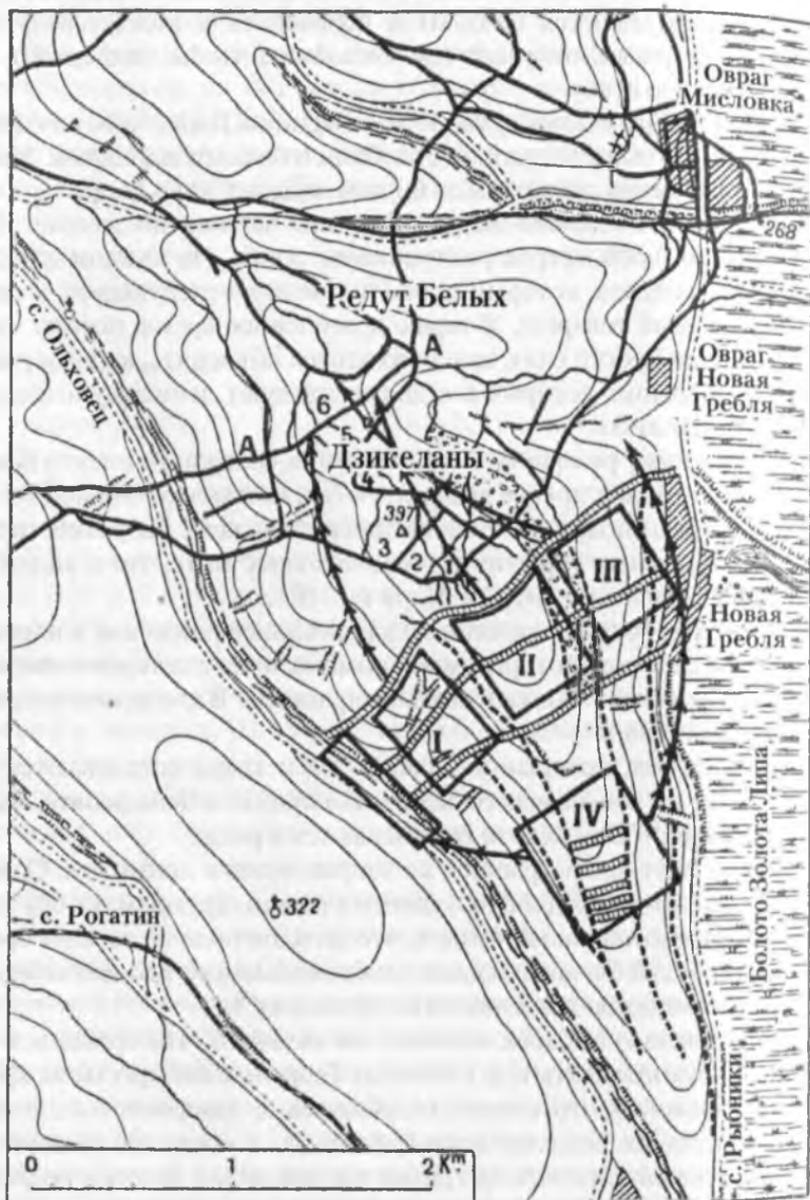 Овраг
Мисловка
268
Редут Белых
с. Ольховец
А
Овраг
Новая
Гребля
6
А
5
Дзикеланы
4
397
3
2
III
Новая
Гребля
II
I
IV
Болото Золота Липа
322
с. Рогатин
с. Рыбники
0 1 2 Км